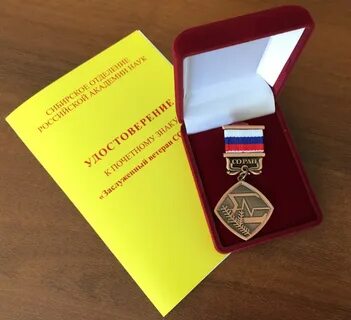 СИБИРСКОЕ ОТДЕЛЕНИЕ
РОССИЙСКОЙ АКАДЕМИИ НАУК
УДОСТОВЕРЕНИЕ
К ПОЧЕТНОМУ ЗНАКУ
«Заслуженный ветеран СО
СО РАН